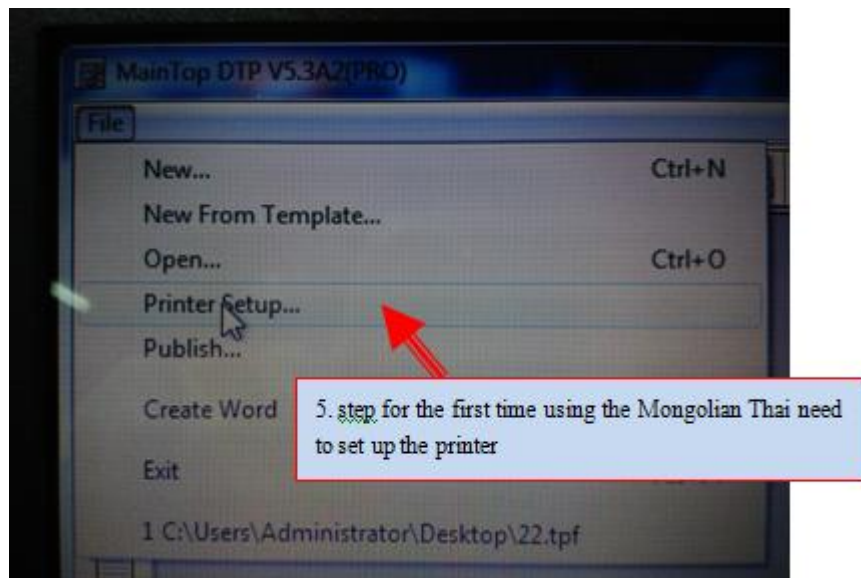 MainTop DTP V5.3A2(PRO)
File
New... Ctrl+N
New From Template...
Open... Ctrl+O
Printer Setup...
Publish...
Create Word
5. step for the first time using the Mongolian Thai need
to set up the printer
Exit
1 C:\Users\Administrator\Desktop\22.tpf